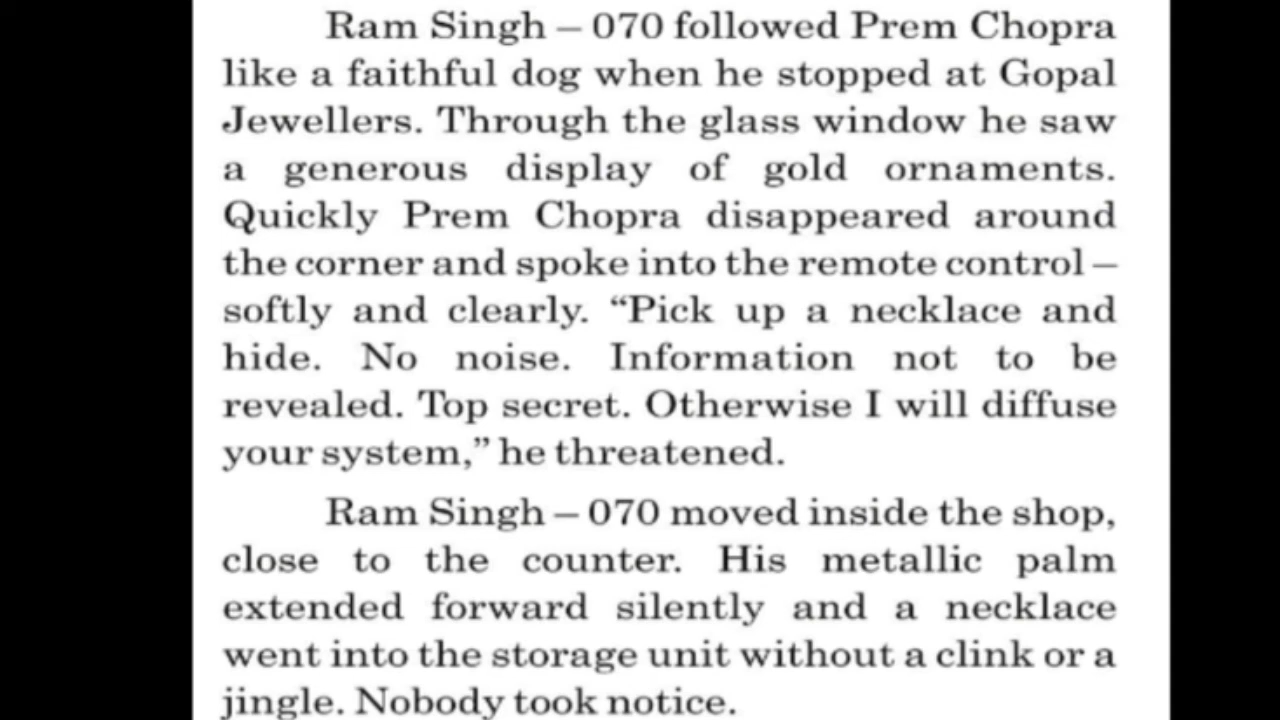 Ram Singh – 070 followed Prem Chopra
like a faithful dog when he stopped at Gopal
Jewellers. Through the glass window he saw
a generous display of gold ornaments.
Quickly Prem Chopra disappeared around
the corner and spoke into the remote control –
softly and clearly. “Pick up a necklace and
hide. No noise. Information not to be
revealed. Top secret. Otherwise I will diffuse
your system,” he threatened.
Ram Singh – 070 moved inside the shop,
close to the counter. His metallic palm
extended forward silently and a necklace
went into the storage unit without a clink or a
jingle. Nobody took notice.